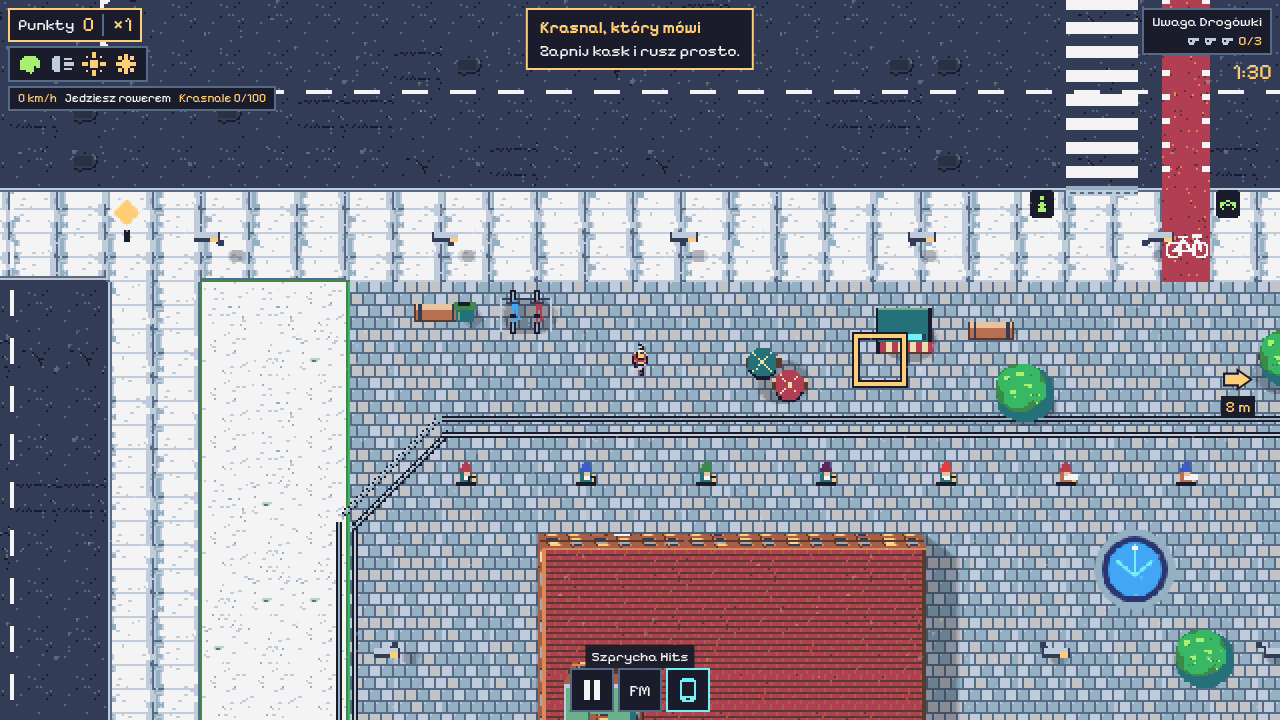 Punkty 0 ×1
Krasnal, który mówi
Zapnij kask i rusz prosto.
Uwaga Drogówki
0/3
1:30
0 km/h Jedziesz rowerem Krasnale 0/100
8 m
Szprycha Hits
FM